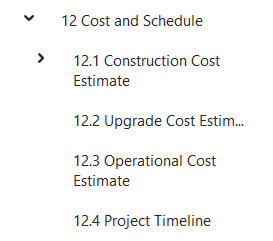 12 Cost and Schedule
12.1 Construction Cost
Estimate
12.2 Upgrade Cost Estim...
12.3 Operational Cost
Estimate
12.4 Project Timeline